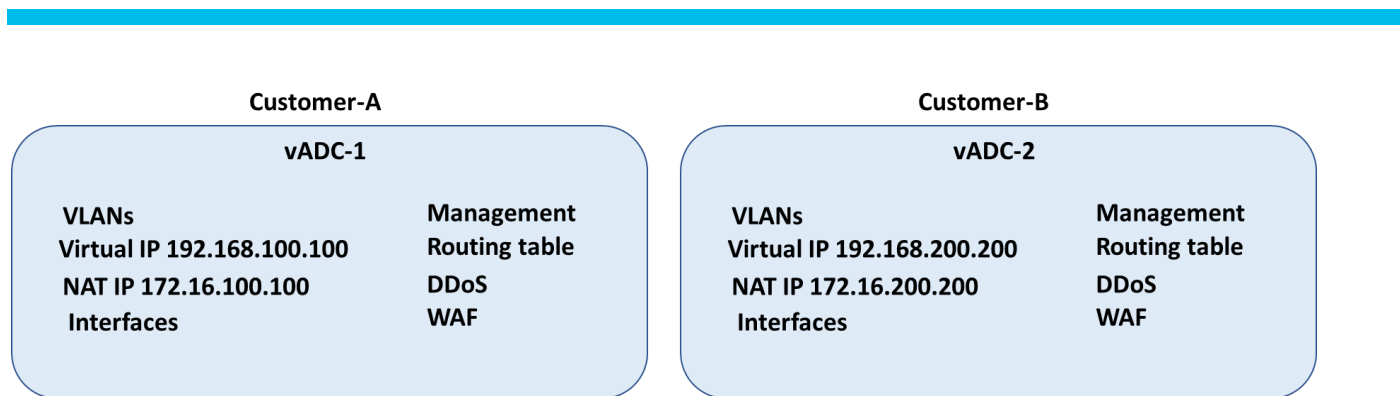 Customer-A
vADC-1
VLANs
Virtual IP 192.168.100.100
NAT IP 172.16.100.100
Interfaces
Management
Routing table
DDoS
WAF
Customer-B
vADC-2
VLANs
Virtual IP 192.168.200.200
NAT IP 172.16.200.200
Interfaces
Management
Routing table
DDoS
WAF